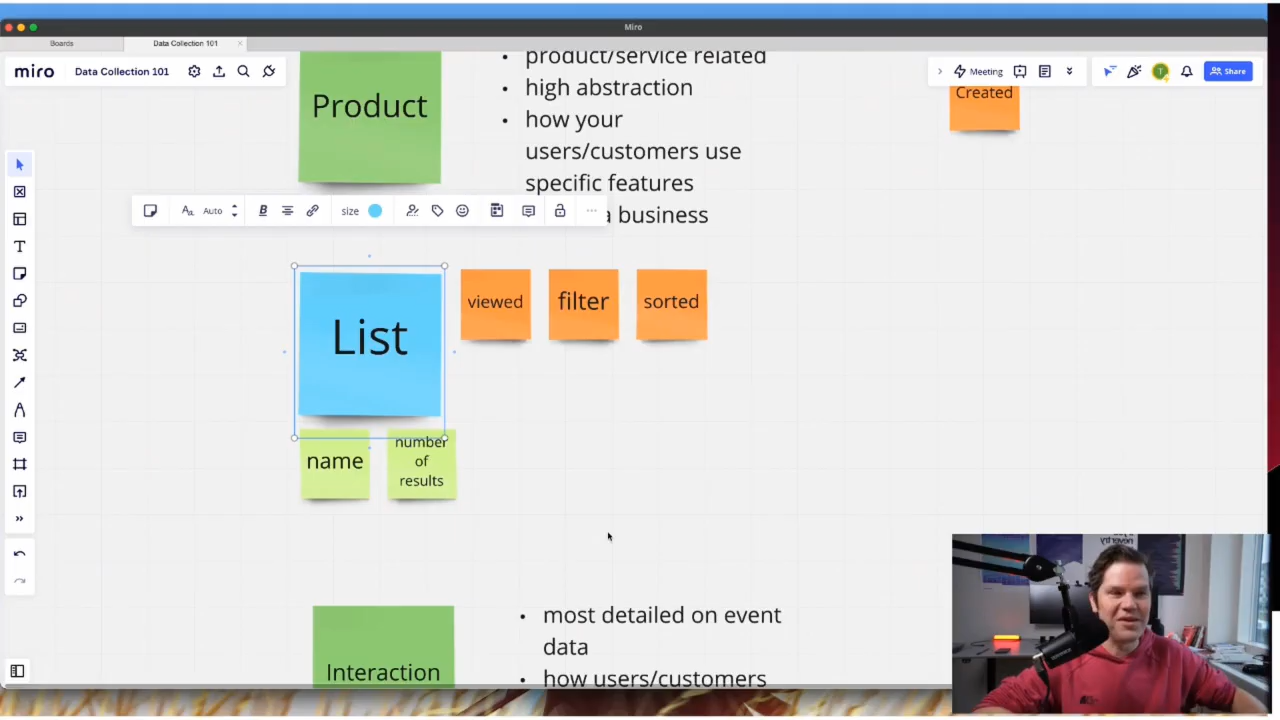 Miro
Boards
Data Collection 101
miro
Data Collection 101
Meeting
T
Share
Product
• product/service related
• high abstraction
• how your
users/customers use
specific features
a business
Created
Auto
B
size
List
viewed
filter
sorted
name
number
of
results
Interaction
• most detailed on event
data
• how users/customers